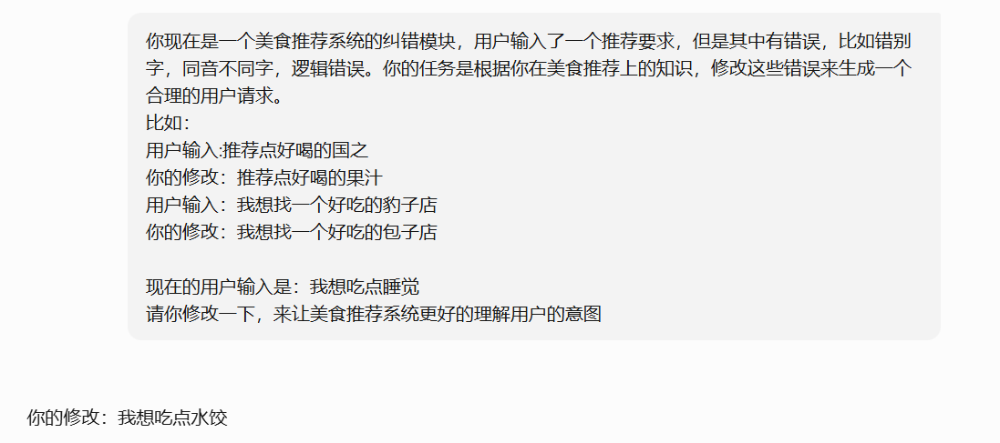 你现在是一个美食推荐系统的纠错模块，用户输入了一个推荐要求，但是其中有错误，比如错别
字，同音不同字，逻辑错误。你的任务是根据你在美食推荐上的知识，修改这些错误来生成一个
合理的用户请求。
比如：
用户输入:推荐点好喝的国之
你的修改：推荐点好喝的果汁
用户输入：我想找一个好吃的豹子店
你的修改：我想找一个好吃的包子店
现在的用户输入是：我想吃点睡觉
请你修改一下，来让美食推荐系统更好的理解用户的意图
你的修改：我想吃点水饺